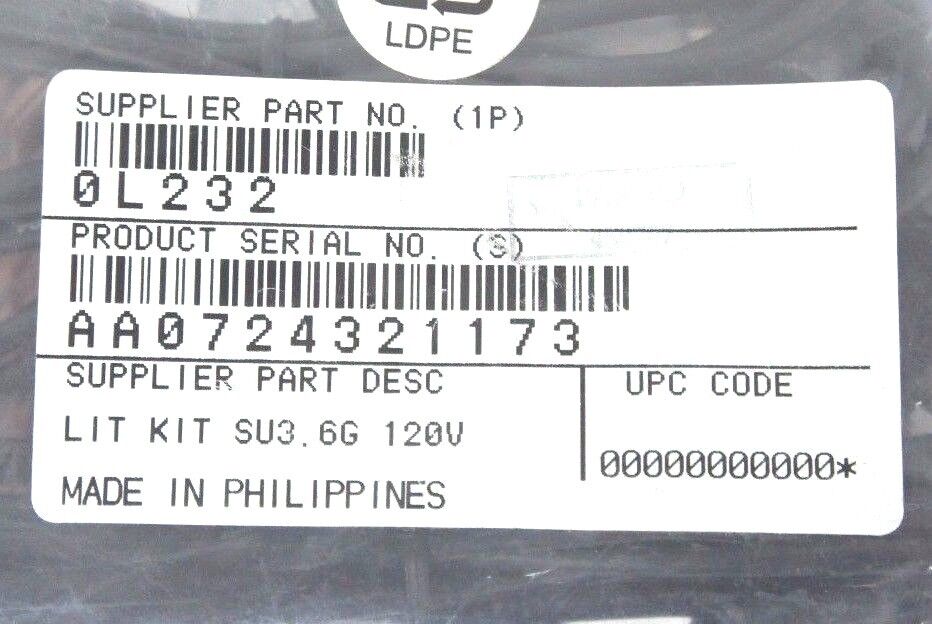 LDPE
SUPPLIER PART NO. (1P)
0L232
PRODUCT SERIAL NO. (S)
AA0724321173
SUPPLIER PART DESC
UPC CODE
LIT KIT SU3.6G 120V
00000000000*
MADE IN PHILIPPINES